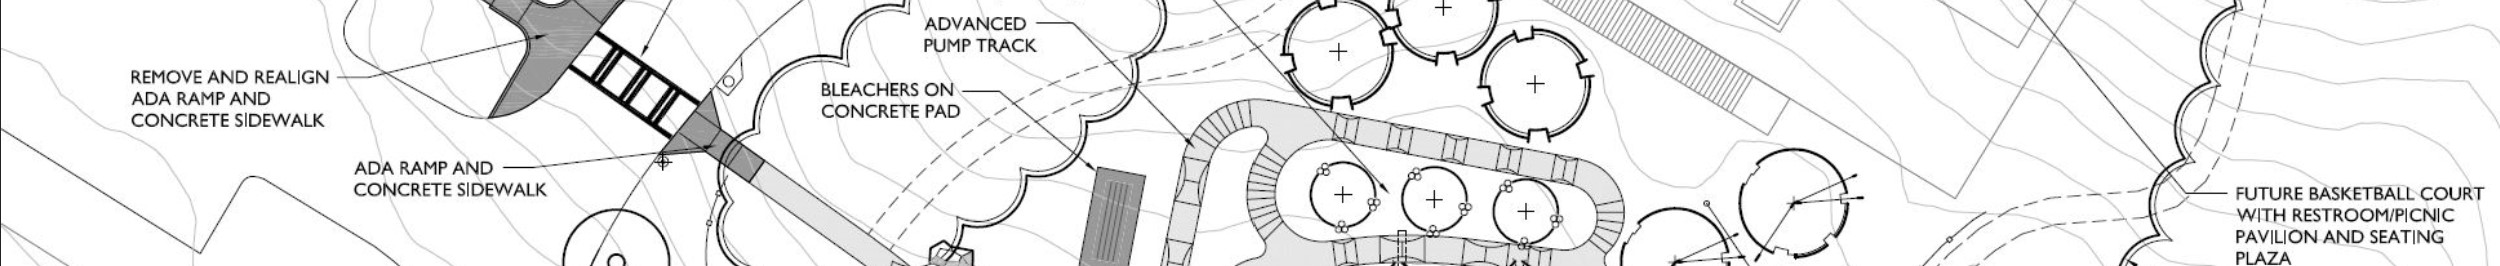 REMOVE AND REALIGN
ADA RAMP AND
CONCRETE SIDEWALK
ADA RAMP AND
CONCRETE SIDEWALK
BLEACHERS ON
CONCRETE PAD
ADVANCED
PUMP TRACK
FUTURE BASKETBALL COURT
WITH RESTROOM/PICNIC
PAVILION AND SEATING
PLAZA